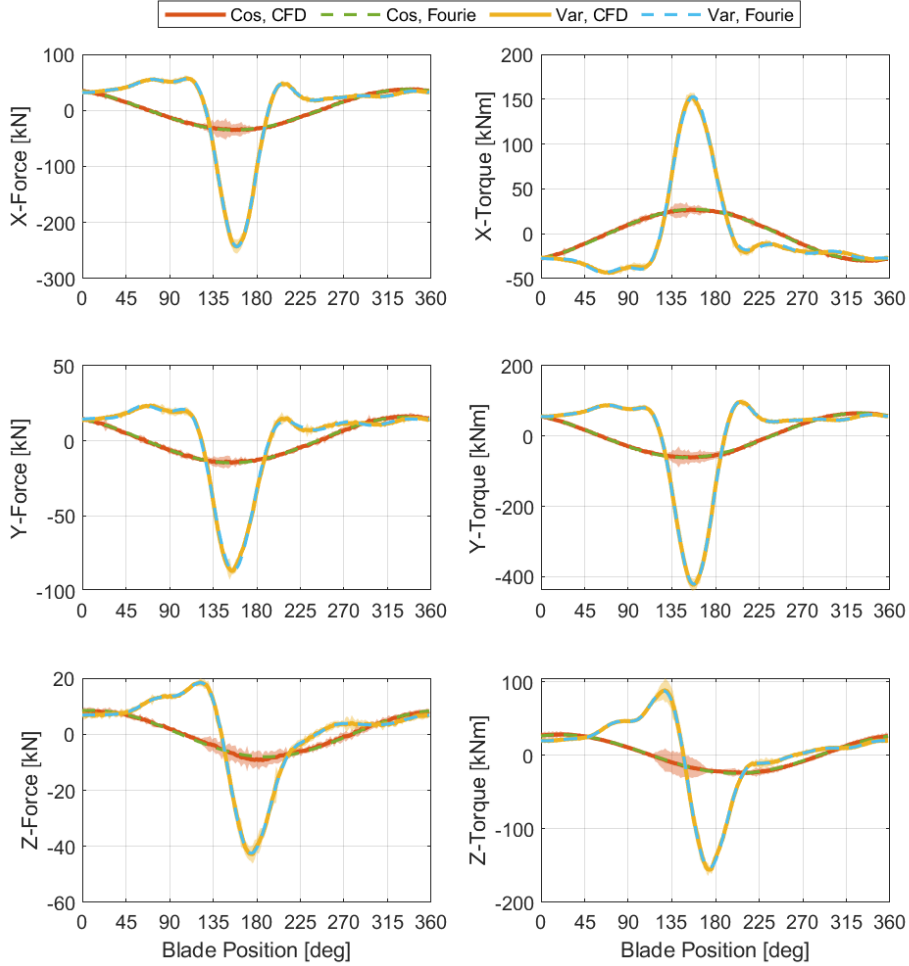 Cos, CFD Cos, Fourie Var, CFD Var, Fourie
X-Force [kN]
100
0
-100
-200
-300
0 45 90 135 180 225 270 315 360
X-Torque [kNm]
200
150
100
50
0
-50
0 45 90 135 180 225 270 315 360
Y-Force [kN]
50
0
-50
-100
0 45 90 135 180 225 270 315 360
Y-Torque [kNm]
200
0
-200
-400
0 45 90 135 180 225 270 315 360
Z-Force [kN]
20
0
-20
-40
-60
0 45 90 135 180 225 270 315 360
Blade Position [deg]
Z-Torque [kNm]
100
0
-100
-200
0 45 90 135 180 225 270 315 360
Blade Position [deg]